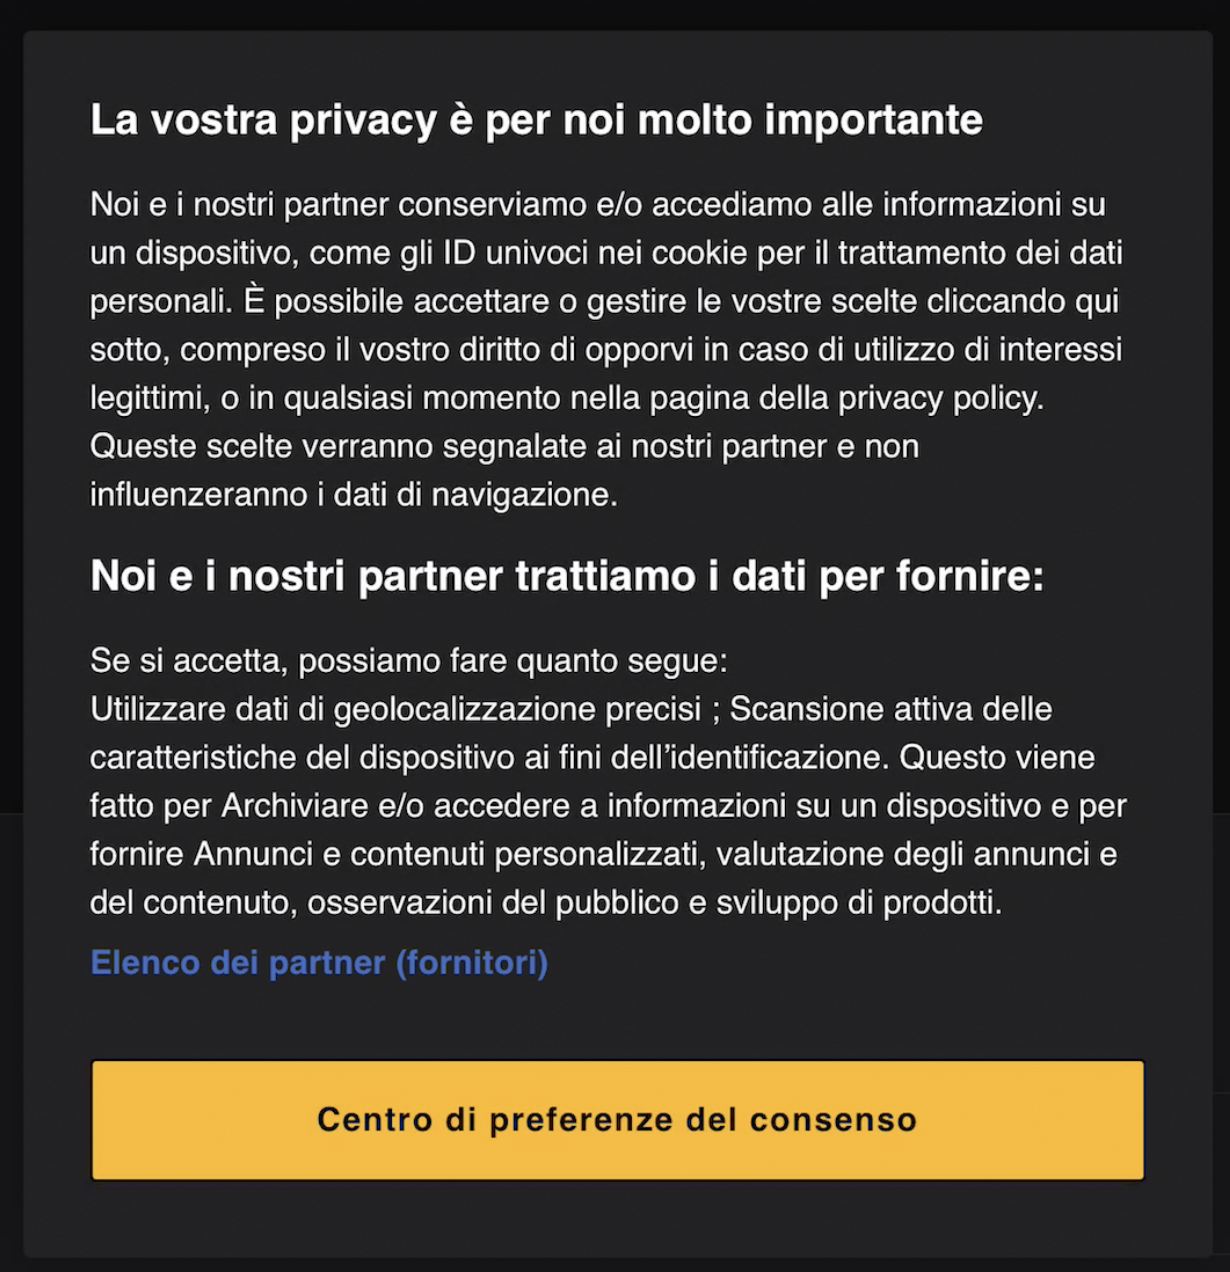 La vostra privacy è per noi molto importante
Noi e i nostri partner conserviamo e/o accediamo alle informazioni su
un dispositivo, come gli ID univoci nei cookie per il trattamento dei dati
personali. È possibile accettare o gestire le vostre scelte cliccando qui
sotto, compreso il vostro diritto di opporvi in caso di utilizzo di interessi
legittimi, o in qualsiasi momento nella pagina della privacy policy.
Queste scelte verranno segnalate ai nostri partner e non
influenzeranno i dati di navigazione.
Noi e i nostri partner trattiamo i dati per fornire:
Se si accetta, possiamo fare quanto segue:
Utilizzare dati di geolocalizzazione precisi ; Scansione attiva delle
caratteristiche del dispositivo ai fini dell’identificazione. Questo viene
fatto per Archiviare e/o accedere a informazioni su un dispositivo e per
fornire Annunci e contenuti personalizzati, valutazione degli annunci e
del contenuto, osservazioni del pubblico e sviluppo di prodotti.
Elenco dei partner (fornitori)
Centro di preferenze del consenso